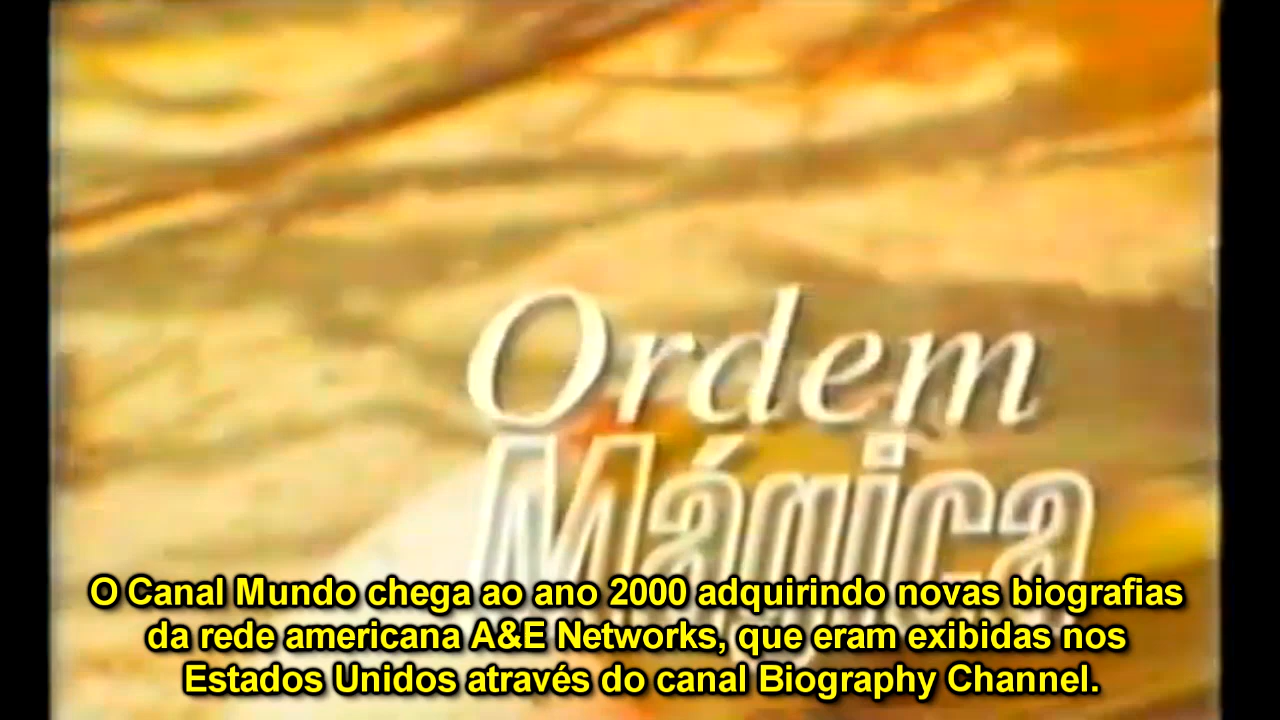 Ordem
Mágica
O Canal Mundo chega ao ano 2000 adquirindo novas biografias
da rede americana A&E Networks, que eram exibidas nos
Estados Unidos através do canal Biography Channel.